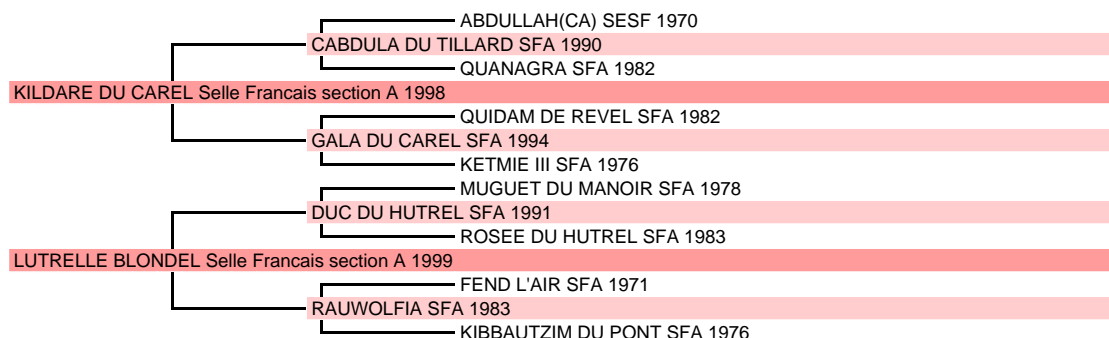 ABDULLAH(CA) SESF 1970
CABDULA DU TILLARD SFA 1990
QUANAGRA SFA 1982
KILDARE DU CAREL Selle Francais section A 1998
QUIDAM DE REVEL SFA 1982
GALA DU CAREL SFA 1994
KETMIE III SFA 1976
MUGUET DU MANOIR SFA 1978
DUC DU HUTREL SFA 1991
ROSEE DU HUTREL SFA 1983
LUTRELLE BLONDEL Selle Francais section A 1999
FEND L'AIR SFA 1971
RAUWOLFIA SFA 1983
KIBBAUTZIM DU PONT SFA 1976